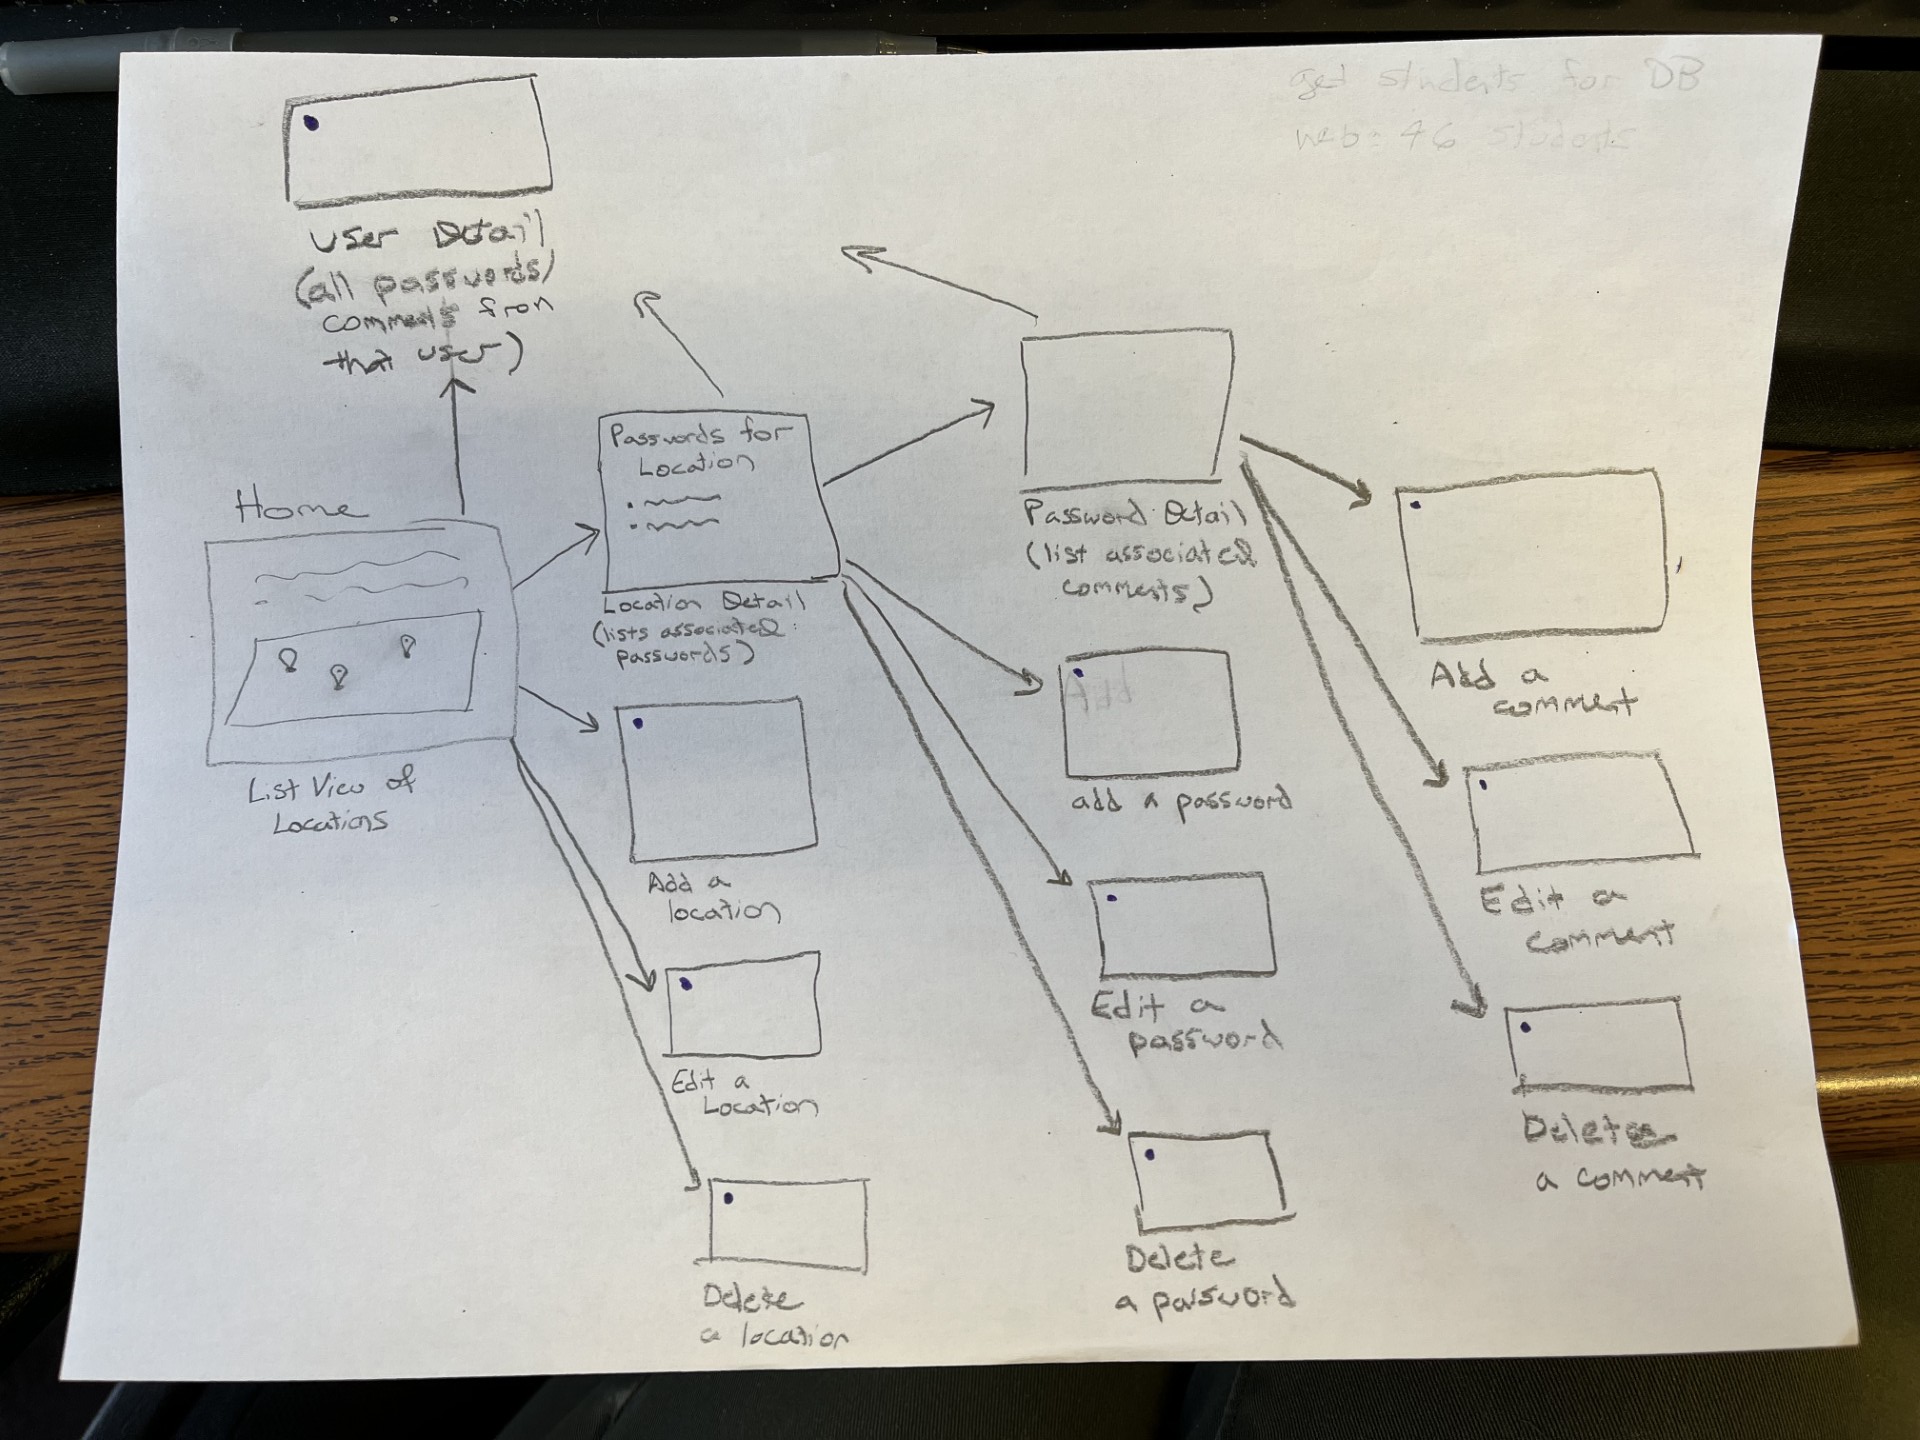 get students for DB
web: 46 students
User Detail
(all passwords/
comments from
that user)
Home
List View of
Locations
Passwords for
Location
Location Detail
(lists associated
passwords)
Add a
location
Edit a
Location
Delete
a location
Password Detail
(list associated
comments)
Add
add a password
Edit a
password
Delete
a password
Add a
comment
Edit a
comment
Delete
a comment